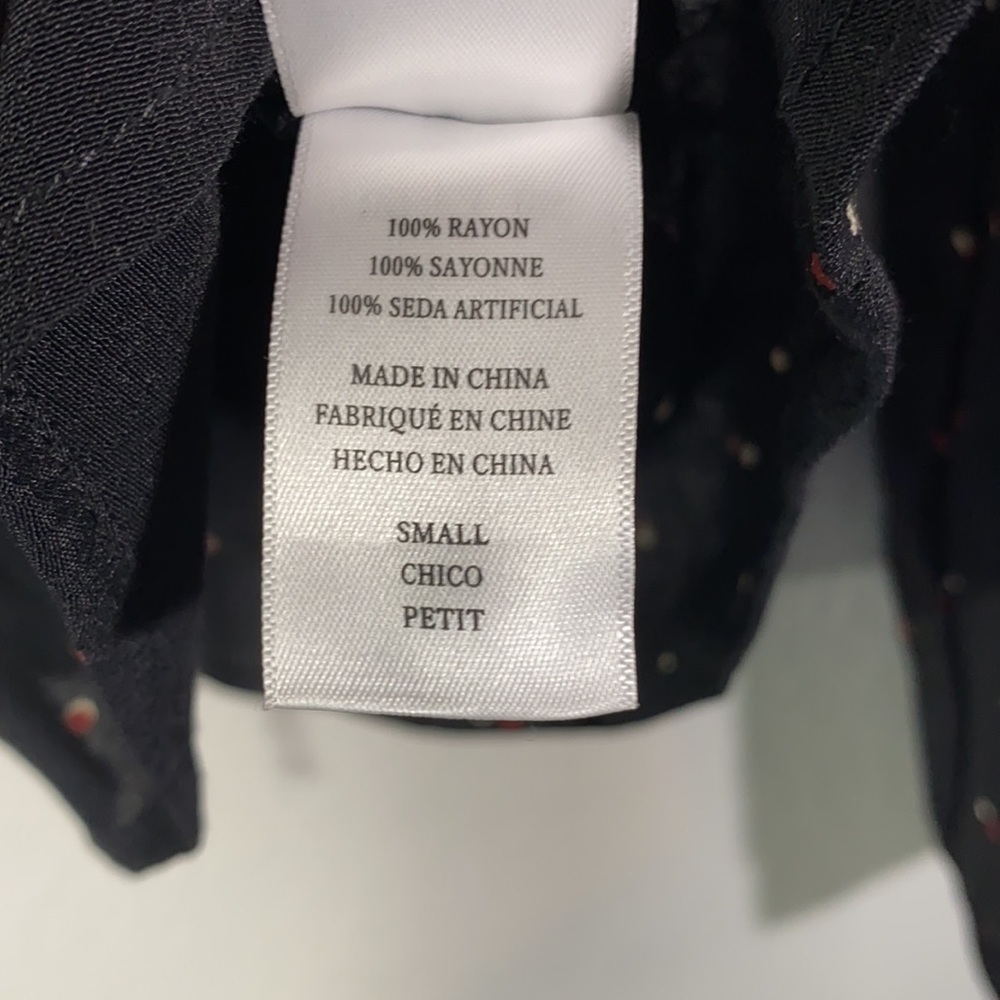 100% RAYON
100% SAYONNE
100% SEDA ARTIFICIAL
MADE IN CHINA
FABRIQUÉ EN CHINE
HECHO EN CHINA
SMALL
CHICO
PETIT